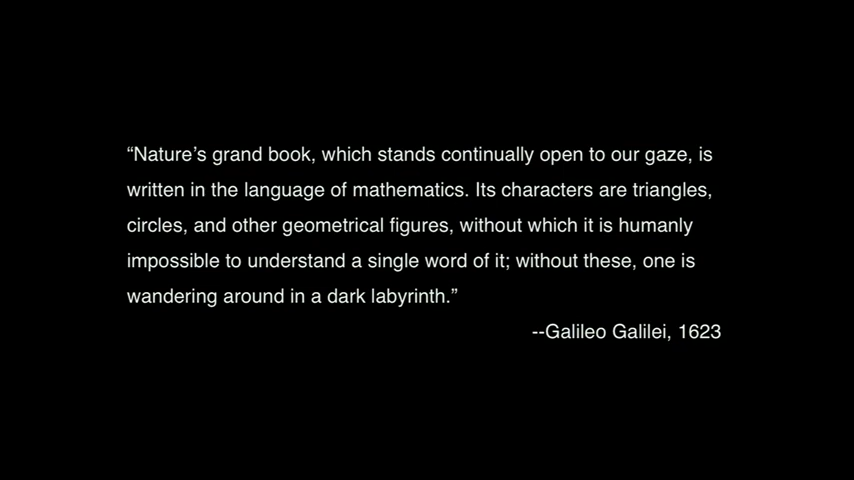 “Nature’s grand book, which stands continually open to our gaze, is
written in the language of mathematics. Its characters are triangles,
circles, and other geometrical figures, without which it is humanly
impossible to understand a single word of it; without these, one is
wandering around in a dark labyrinth.”
--Galileo Galilei, 1623